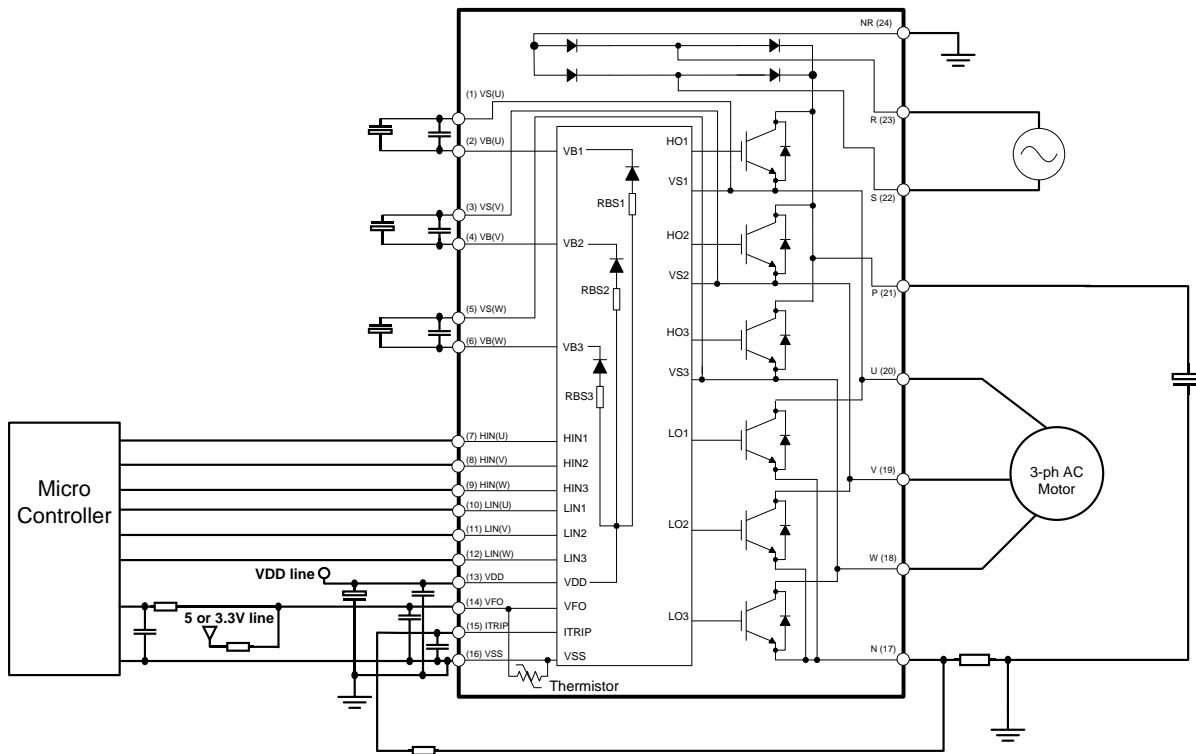 NR (24)
(1) VS(U)
R (23)
(2) VB(U)
VB1
HO1
VS1
RBS1
S (22)
(3) VS(V)
(4) VB(V)
VB2
HO2
VS2
RBS2
P (21)
(5) VS(W)
(6) VB(W)
VB3
HO3
VS3
RBS3
U (20)
Micro
Controller
(7) HIN(U)
HIN1
LO1
(8) HIN(V)
HIN2
(9) HIN(W)
HIN3
V (19)
3-ph AC
Motor
(10) LIN(U)
LIN1
(11) LIN(V)
LIN2
LO2
(12) LIN(W)
LIN3
W (18)
VDD line
(13) VDD
VDD
(14) VFO
VFO
5 or 3.3V line
LO3
(15) ITRIP
ITRIP
(16) VSS
VSS
N (17)
Thermistor